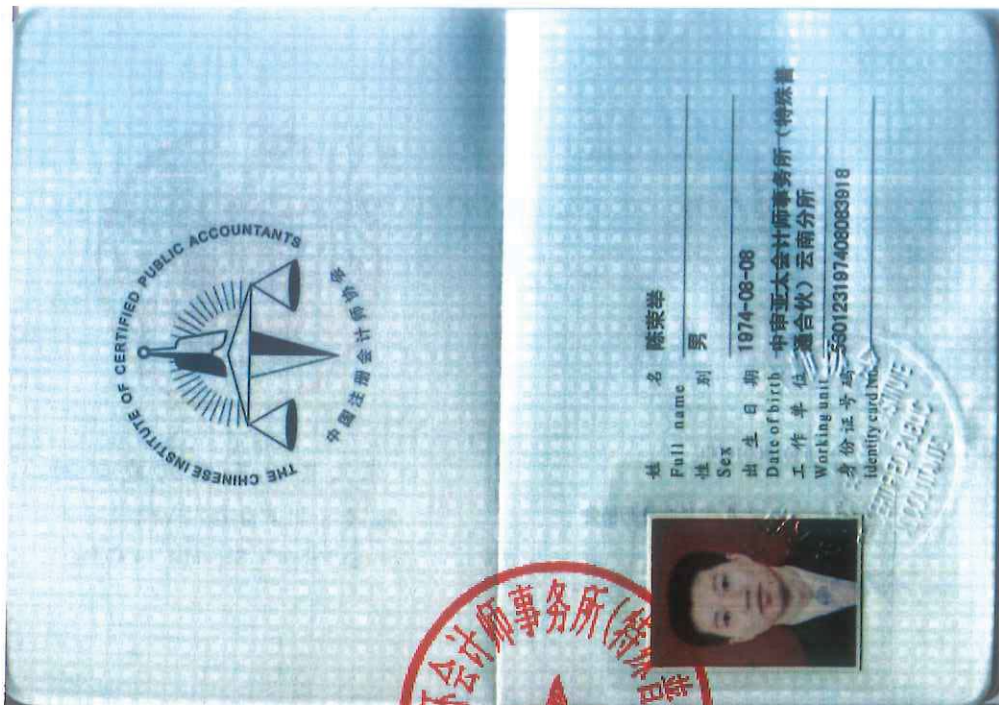 THE CHINESE INSTITUTE OF CERTIFIED PUBLIC ACCOUNTANTS
中国注册会计师协会
姓 名 陈荣举
Full name
性 别 男
Sex
出 生 日 期 1974-08-08
Date of birth
工 作 单 位 中审亚太会计师事务所（特殊普
通合伙）云南分所
Working unit
身份证号码
Identity card No.
会计师事务所(特殊
CERTIFIED PUBLIC